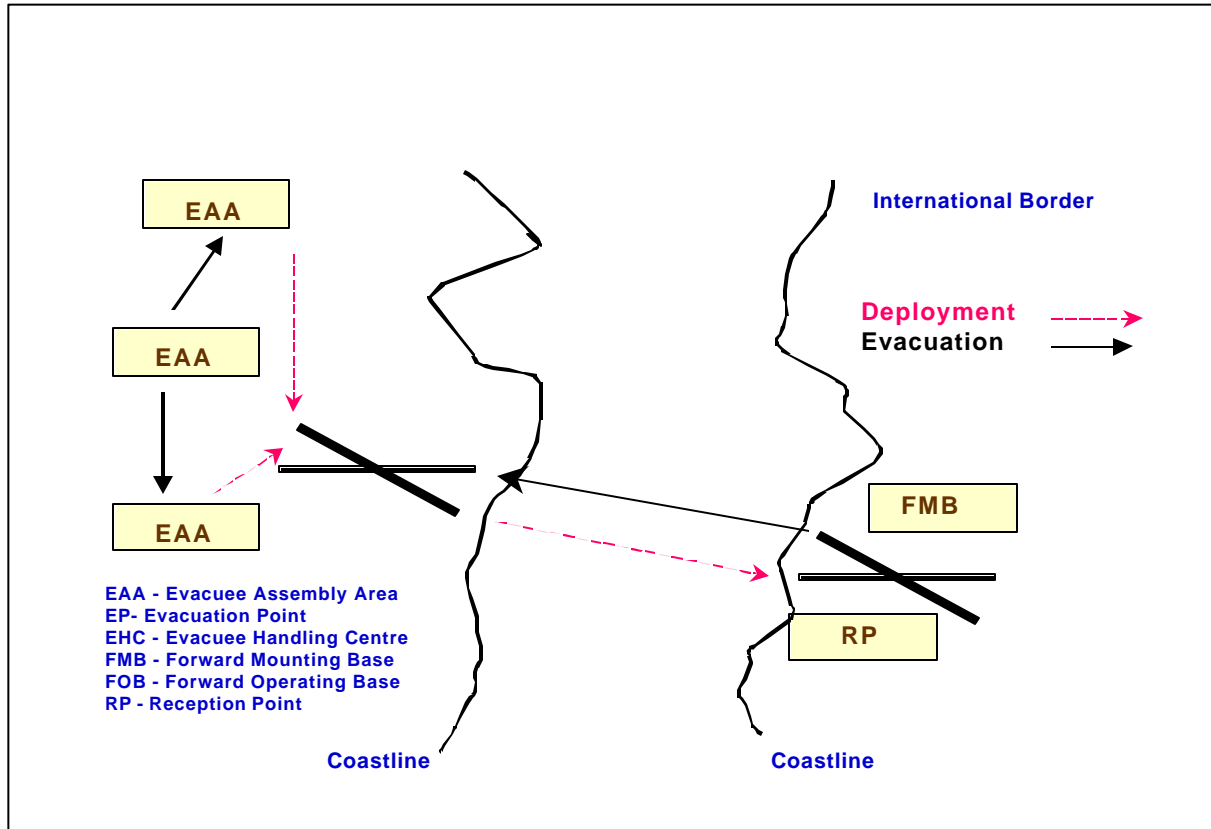 EAA
International Border
Deployment
Evacuation
EAA
FMB
EAA
EAA - Evacuee Assembly Area
EP- Evacuation Point
EHC - Evacuee Handling Centre
FMB - Forward Mounting Base
FOB - Forward Operating Base
RP - Reception Point
RP
Coastline
Coastline